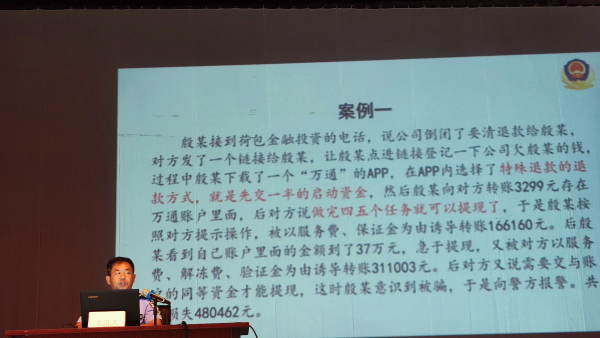 案例一
殷某接到荷包金融投资的电话，说公司倒闭了要清退款给殷某，
对方发了一个链接给殷某，让殷某点进链接登记一下公司欠殷某的钱，
过程中殷某下载了一个“万通”的APP，在APP内选择了特殊退款的退
款方式，就是先交一半的启动资金，然后殷某向对方转账3299元存在
万通账户里面，后对方说做完四五个任务就可以提现了，于是殷某按
照对方提示操作，被以服务费、保证金为由诱导转账166160元。后殷
某看到自己账户里面的金额到了37万元，急于提现，又被对方以服务
费、解冻费、验证金为由诱导转账311003元。后对方又说需要交与账
的同等资金才能提现，这时殷某意识到被骗，于是向警方报警。共
损失480462元。